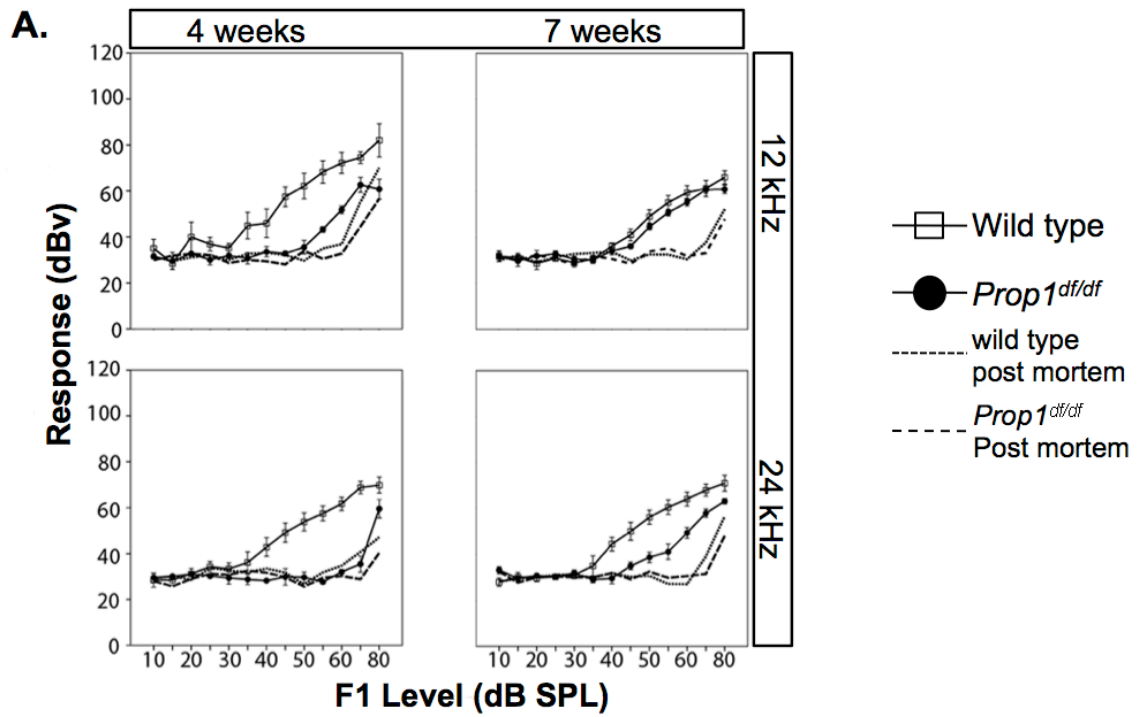 A.
4 weeks
7 weeks
120
100
80
60
40
20
0
12 kHz
Response (dBv)
120
100
80
60
40
20
0
24 kHz
10 20 30 40 50 60 70 80
10 20 30 40 50 60 70 80
F1 Level (dB SPL)
Wild type
Prop1df/df
wild type
post mortem
Prop1df/df
Post mortem